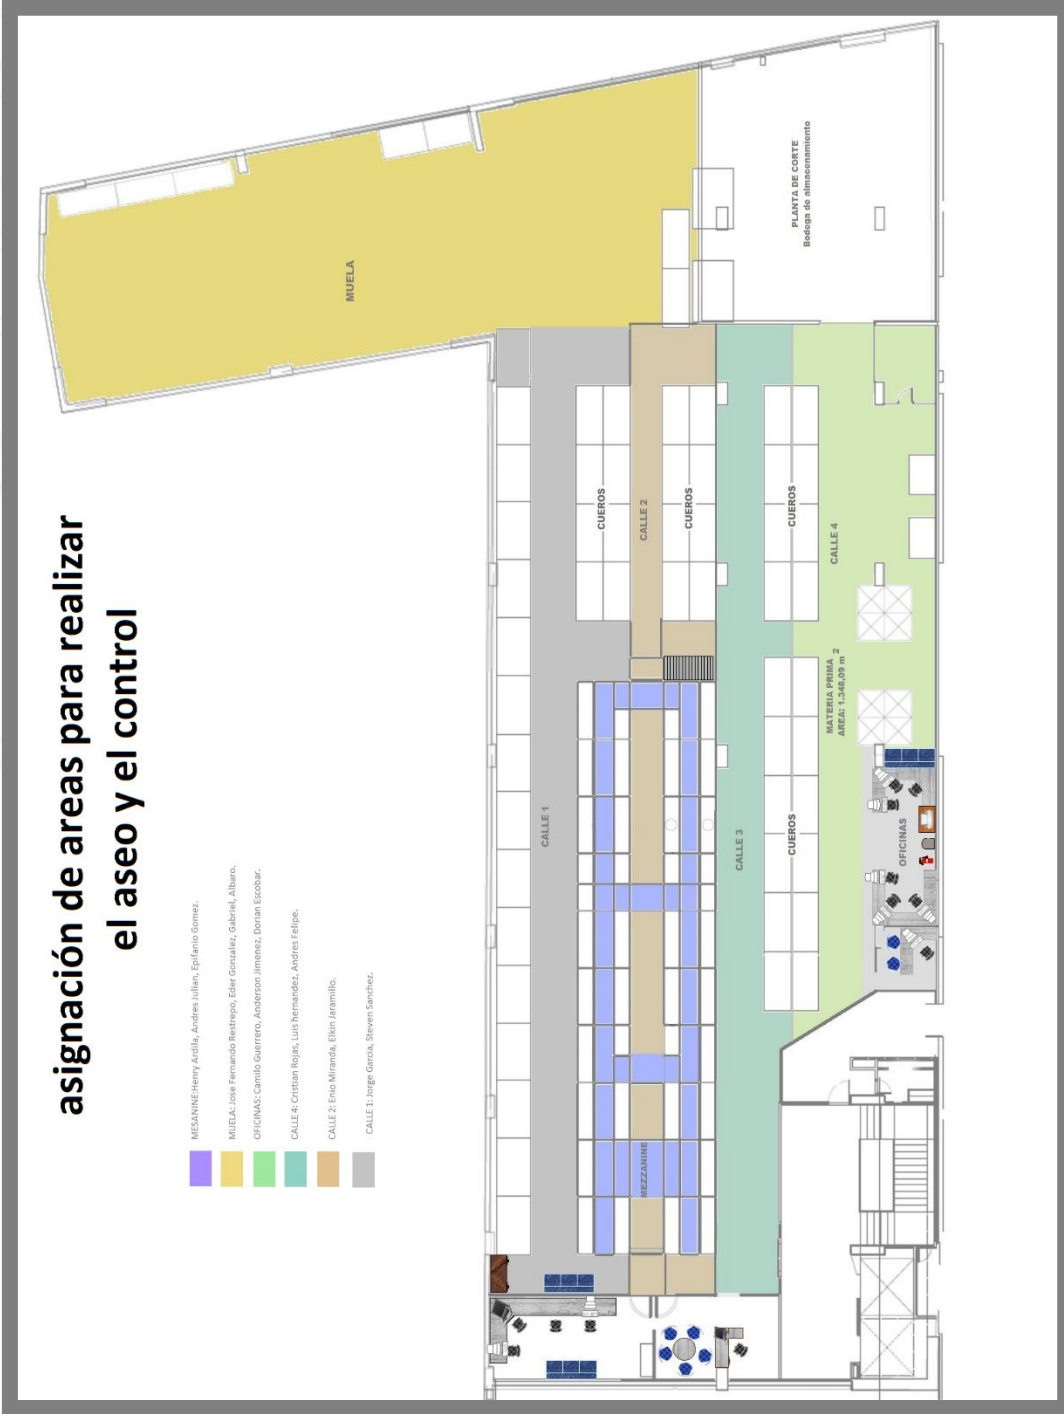 asignación de areas para realizar
el aseo y el control
MESANINE:Henry Ardila, Andres Julian, Epifanio Gomez.
MUELA: Jose Fernando Restrepo, Eder Gonzalez, Gabriel, Albaro.
OFICINAS: Camilo Guerrero, Anderson Jimenez, Dorian Escobar.
CALLE 4: Cristian Rojas, Luis hernandez, Andres Felipe.
CALLE 2: Enio Miranda, Elkin Jaramillo.
CALLE 1: Jorge Garcia, Steven Sanchez.
MUELA
PLANTA DE CORTE
Bodega de almacenamiento
CUEROS
CALLE 2
CUEROS
CUEROS
CALLE 4
CALLE 1
MEZZANINE
CALLE 3
CUEROS
MATERIA PRIMA
AREA: 1.348,09 m 2
OFICINAS